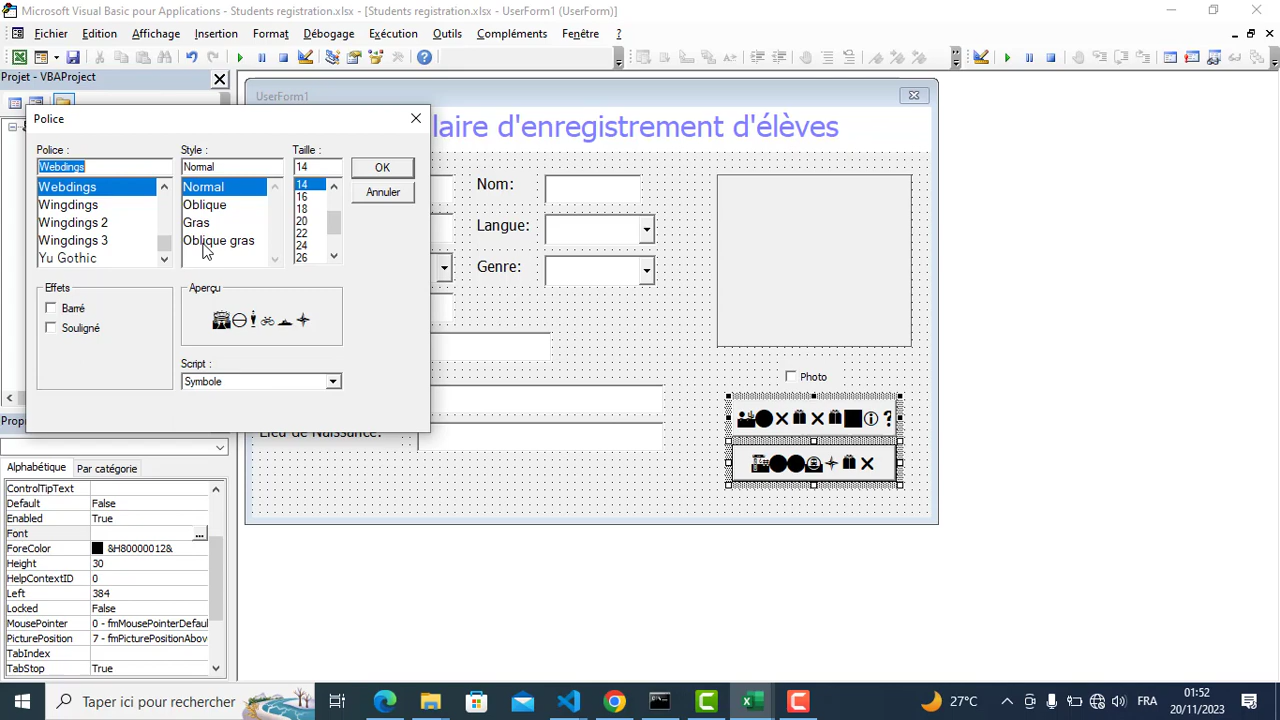 Microsoft Visual Basic pour Applications - Students registration.xlsx - [Students registration.xlsx - UserForm1 (UserForm)]
Fichier Edition Affichage Insertion Format Débogage Exécution Outils Compléments Fenêtre ?
Projet - VBAProject
UserForm1
laire d'enregistrement d'élèves
Police
Police : Style : Taille :
Webdings Normal 14 OK
Webdings Normal 14 Annuler
Wingdings Oblique 16
Wingdings 2 Gras 18
Wingdings 3 Oblique gras 20
Yu Gothic 22
24
26
Effets Aperçu
Barré
Souligné
Script :
Symbole
Nom:
Langue:
Genre:
Photo
Lieu de Naissance:
Alphabétique Par catégorie
ControlTipText
Default False
Enabled True
Font ...
ForeColor &H80000012&
Height 30
HelpContextID 0
Left 384
Locked False
MousePointer 0 - fmMousePointerDefau
PicturePosition 7 - fmPicturePositionAbov
TabIndex
TabStop True
Taper ici pour rechercher
27°C
FRA
01:52
20/11/2023